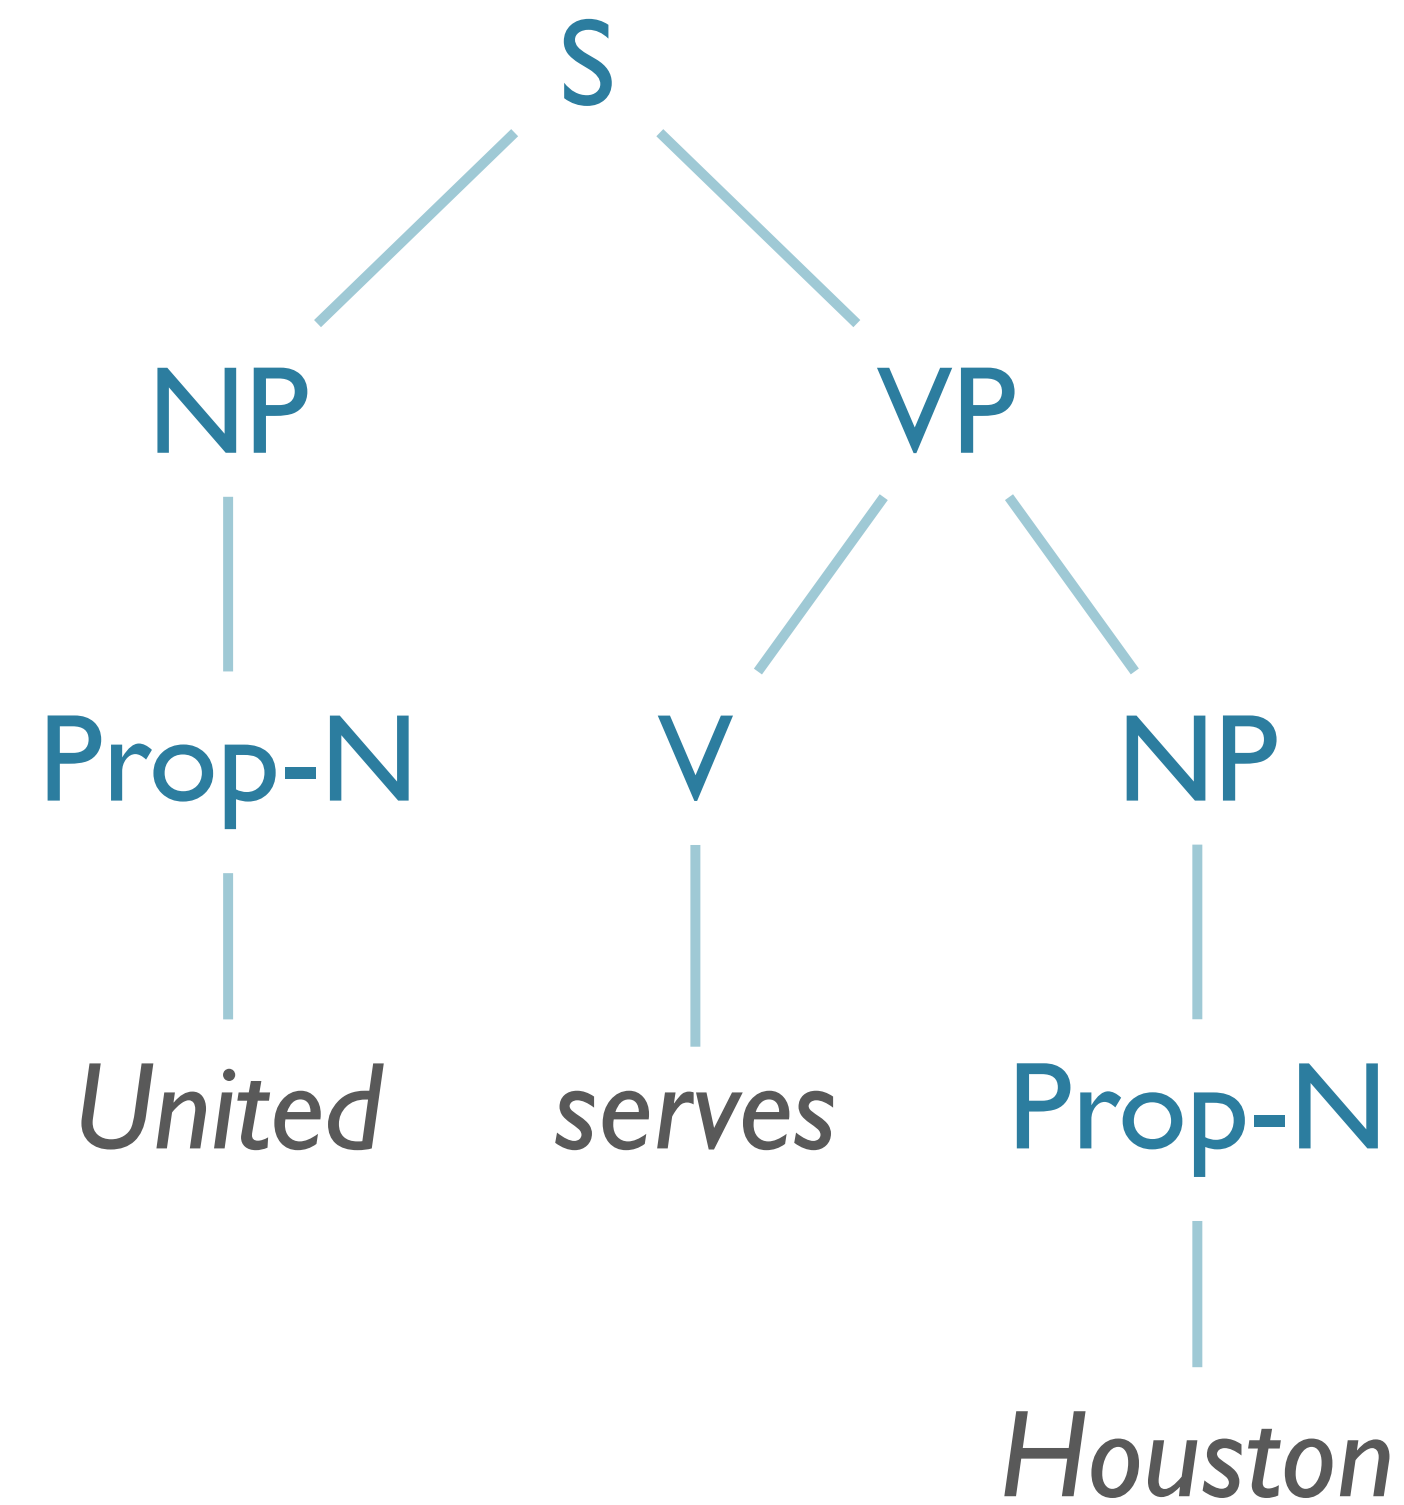 S
NP VP
Prop-N V NP
United serves Prop-N
Houston